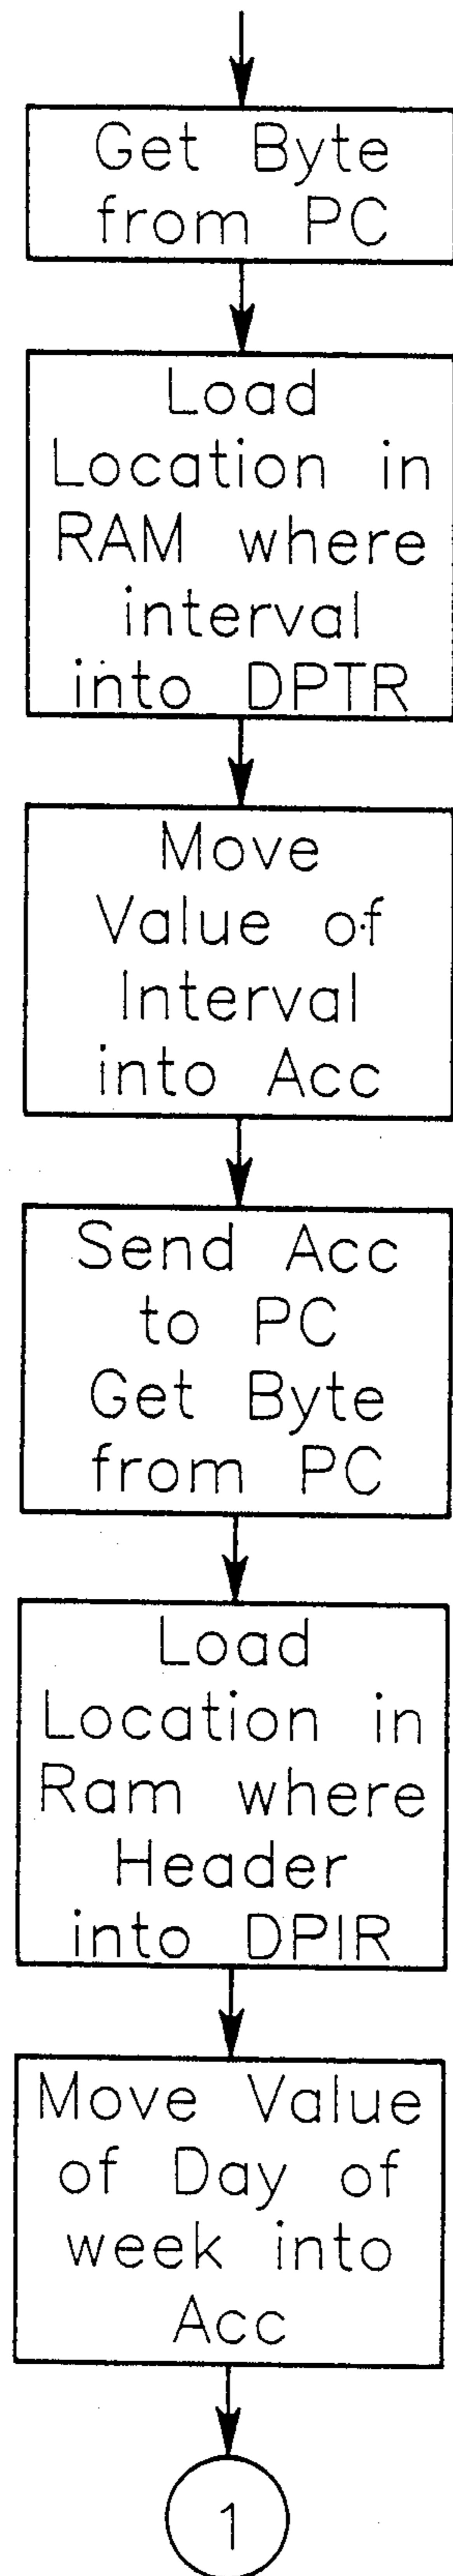 Get Byte
from PC
Load
Location in
RAM where
interval
into DPTR
Move
Value of
Interval
into Acc
Send Acc
to PC
Get Byte
from PC
Load
Location in
Ram where
Header
into DPIR
Move Value
of Day of
week into
Acc
1